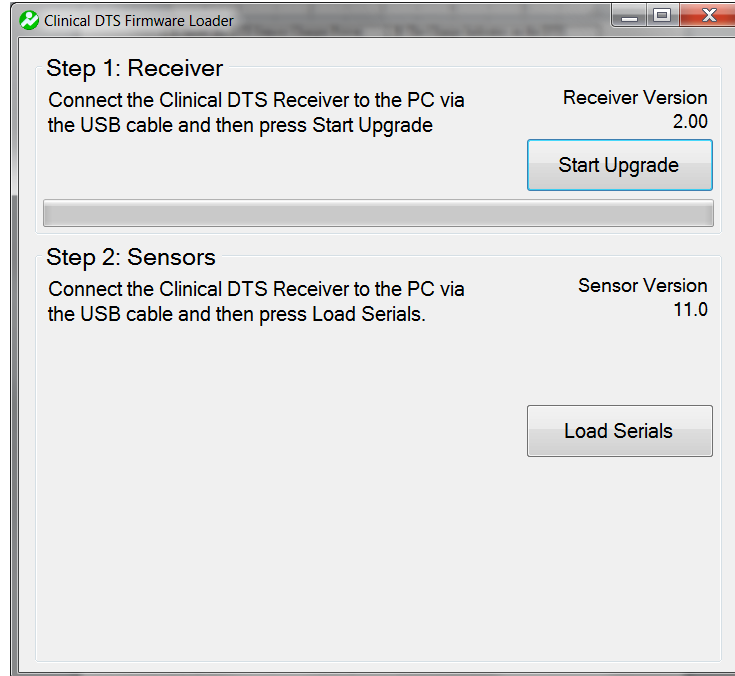 Clinical DTS Firmware Loader
Step 1: Receiver
Connect the Clinical DTS Receiver to the PC via
the USB cable and then press Start Upgrade
Receiver Version
2.00
Start Upgrade
Step 2: Sensors
Connect the Clinical DTS Receiver to the PC via
the USB cable and then press Load Serials.
Sensor Version
11.0
Load Serials